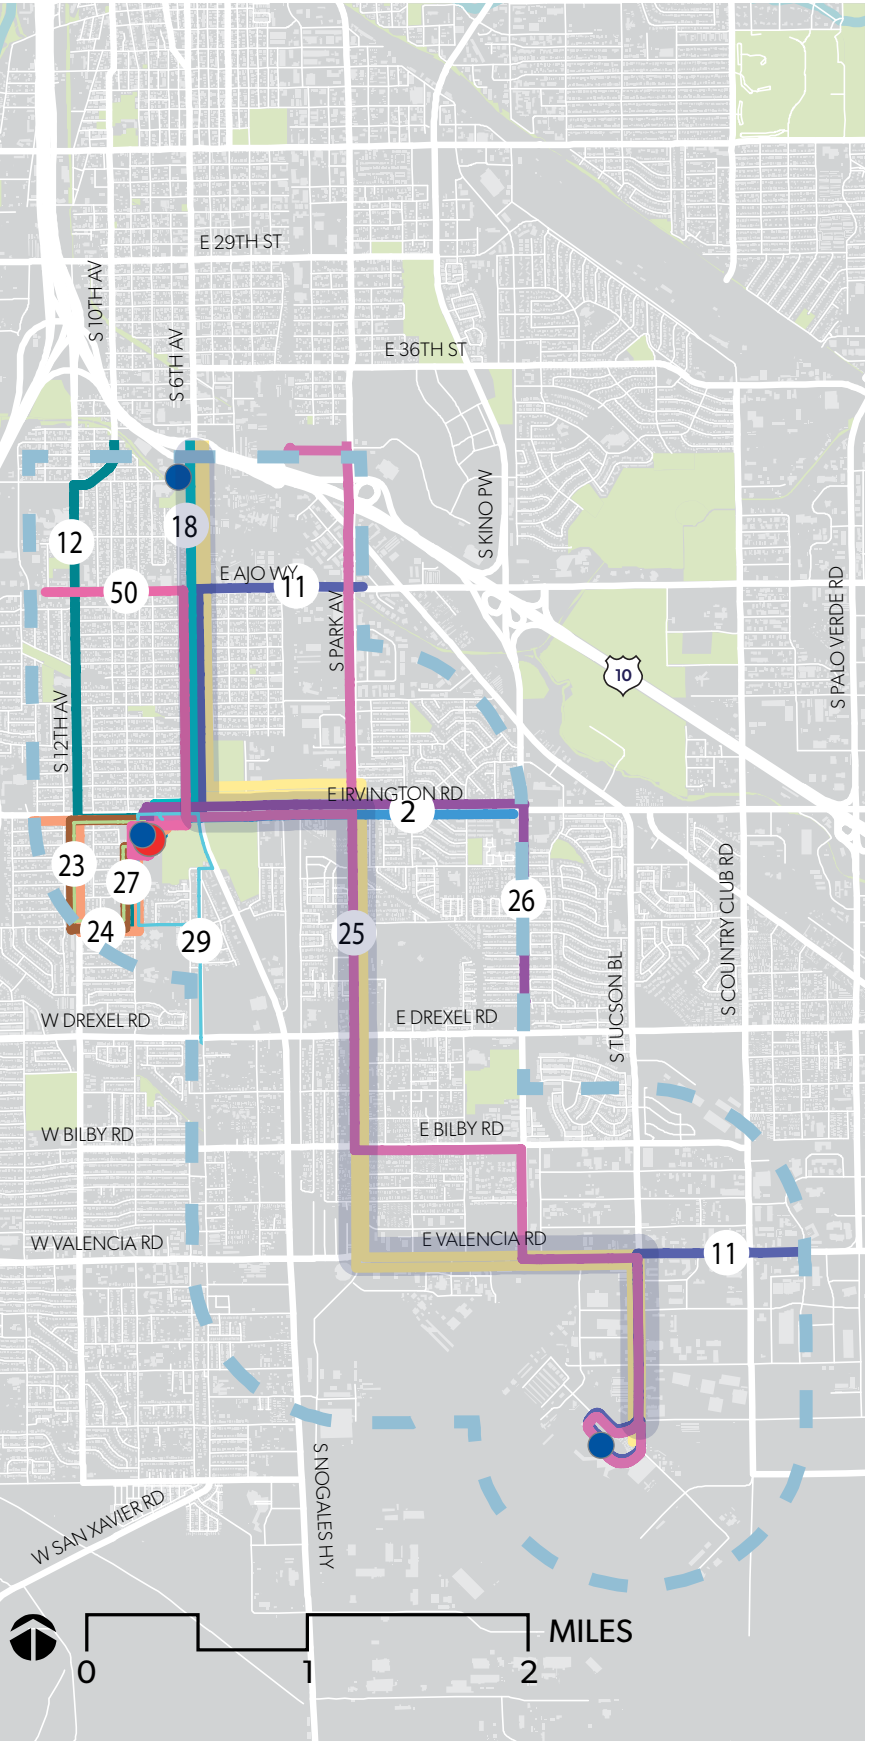 E 29TH ST
S 10TH AV
S 6TH AV
E 36TH ST
S KINO PW
18
12
E AJO WY
11
50
S PARK AV
S PALO VERDE RD
10
S 12TH AV
E IRVINGTON RD
2
23
27
26
S COUNTRY CLUB RD
24
29
25
S TUCSON BL
W DREXEL RD
E DREXEL RD
W BILBY RD
E BILBY RD
W VALENCIA RD
E VALENCIA RD
11
S NOGALES HY
W SAN XAVIER RD
MILES
0 1 2